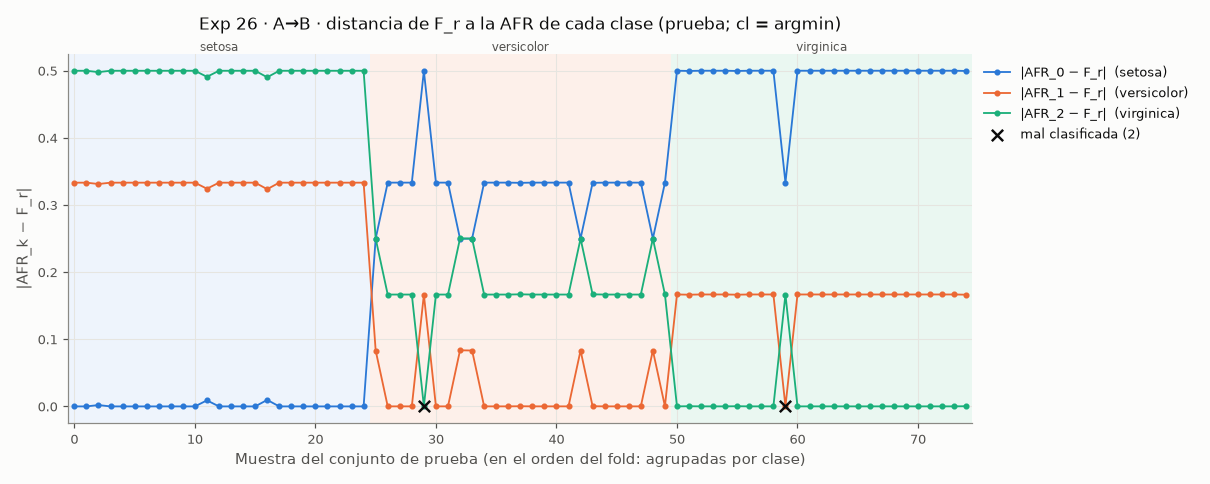 Exp 26 · A→B · distancia de F_r a la AFR de cada clase (prueba; cl = argmin)
setosa versicolor virginica
|AFR_0 − F_r| (setosa)
|AFR_1 − F_r| (versicolor)
|AFR_2 − F_r| (virginica)
mal clasificada (2)
|AFR_k − F_r|
0.5
0.4
0.3
0.2
0.1
0.0
0 10 20 30 40 50 60 70
Muestra del conjunto de prueba (en el orden del fold: agrupadas por clase)